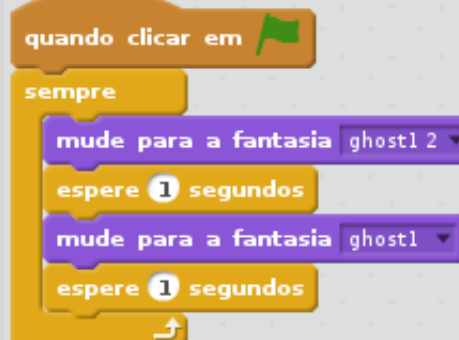 quando clicar em
sempre
mude para a fantasia ghost1 2
espere 1 segundos
mude para a fantasia ghost1
espere 1 segundos